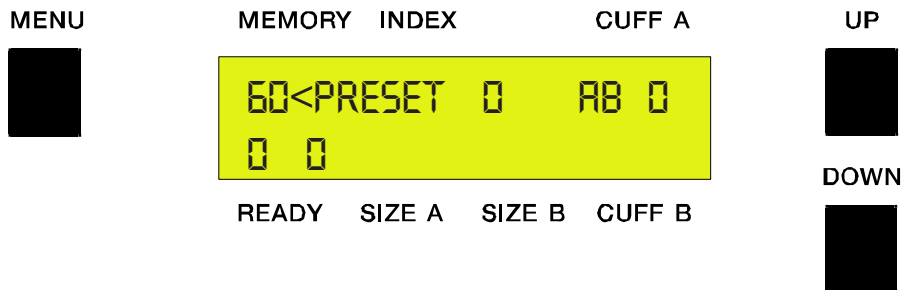 MENU MEMORY INDEX CUFF A UP
60<PRESET 0 AB 0
0 0
DOWN
READY SIZE A SIZE B CUFF B